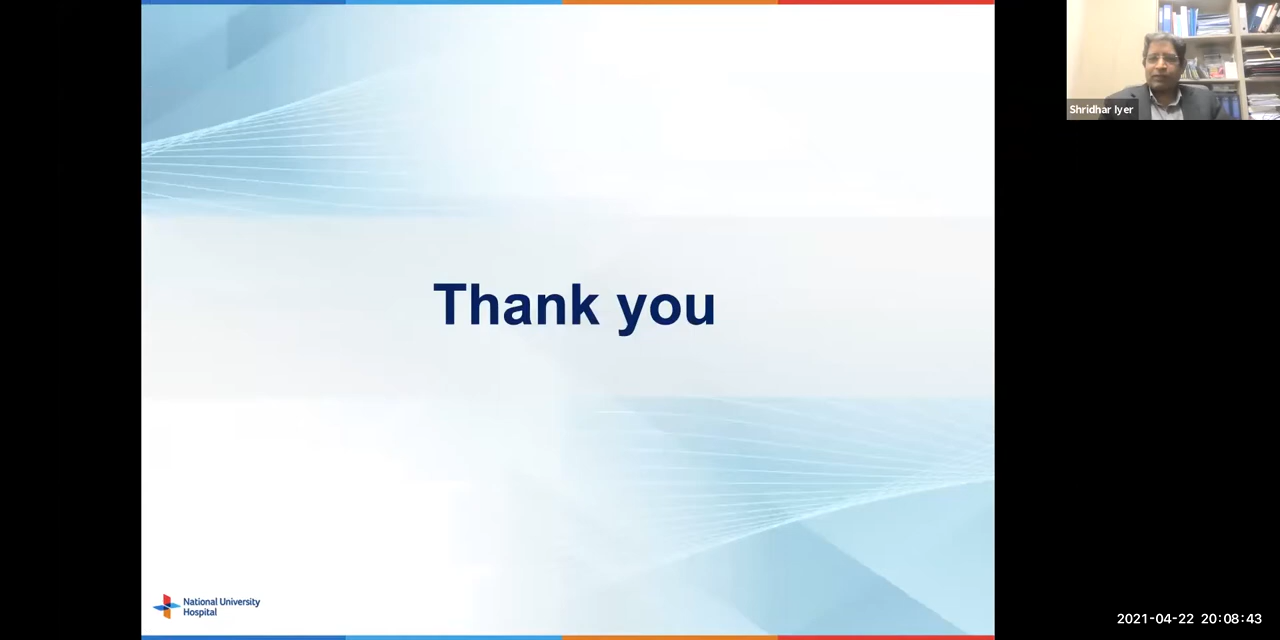 Shridhar Iyer
Thank you
National University
Hospital
2021-04-22 20:08:43